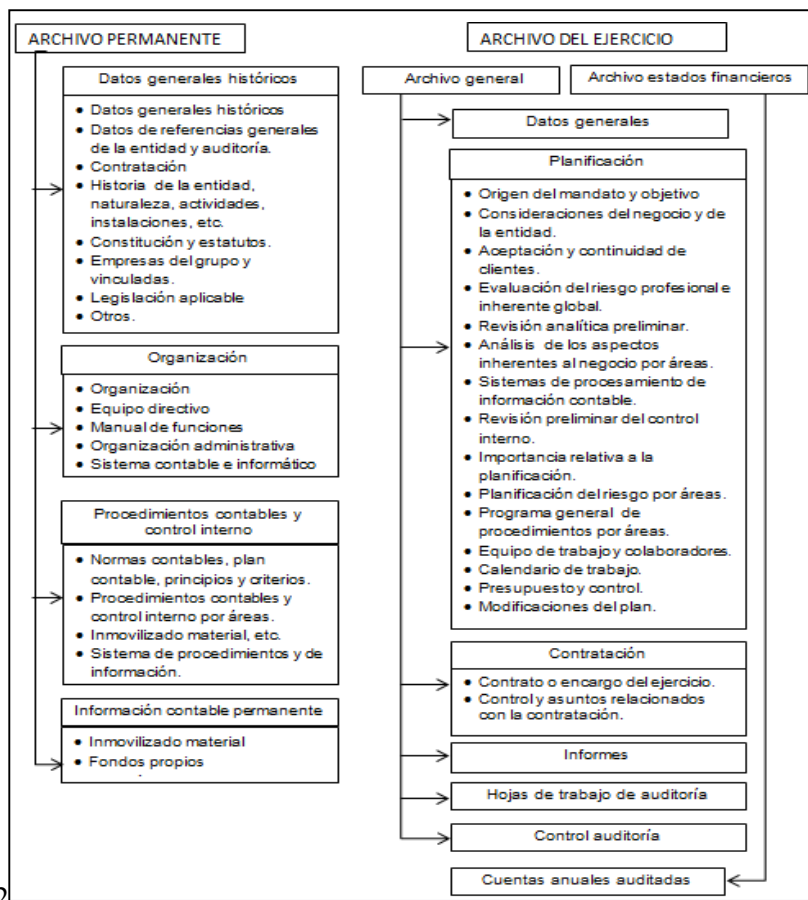 ARCHIVO PERMANENTE
Datos generales históricos
• Datos generales históricos
• Datos de referencias generales
de la entidad y auditoría.
• Contratación
• Historia de la entidad,
naturaleza, actividades,
instalaciones, etc.
• Constitución y estatutos.
• Empresas del grupo y
vinculadas.
• Legislación aplicable
• Otros.
Organización
• Organización
• Equipo directivo
• Manual de funciones
• Organización administrativa
• Sistema contable e informático
Procedimientos contables y
control interno
• Normas contables, plan
contable, principios y criterios.
• Procedimientos contables y
control interno por áreas.
• Inmovilizado material, etc.
• Sistema de procedimientos y de
información.
Información contable permanente
• Inmovilizado material
• Fondos propios
ARCHIVO DEL EJERCICIO
Archivo general
Archivo estados financieros
Datos generales
Planificación
• Origen del mandato y objetivo
• Consideraciones del negocio y de
la entidad.
• Aceptación y continuidad de
clientes.
• Evaluación del riesgo profesional e
inherente global.
• Revisión analítica preliminar.
• Análisis de los aspectos
inherentes al negocio por áreas.
• Sistemas de procesamiento de
información contable.
• Revisión preliminar del control
interno.
• Importancia relativa a la
planificación.
• Planificación del riesgo por áreas.
• Programa general de
procedimientos por áreas.
• Equipo de trabajo y colaboradores.
• Calendario de trabajo.
• Presupuesto y control.
• Modificaciones del plan.
Contratación
• Contrato o encargo del ejercicio.
• Control y asuntos relacionados
con la contratación.
Informes
Hojas de trabajo de auditoría
Control auditoría
Cuentas anuales auditadas
2